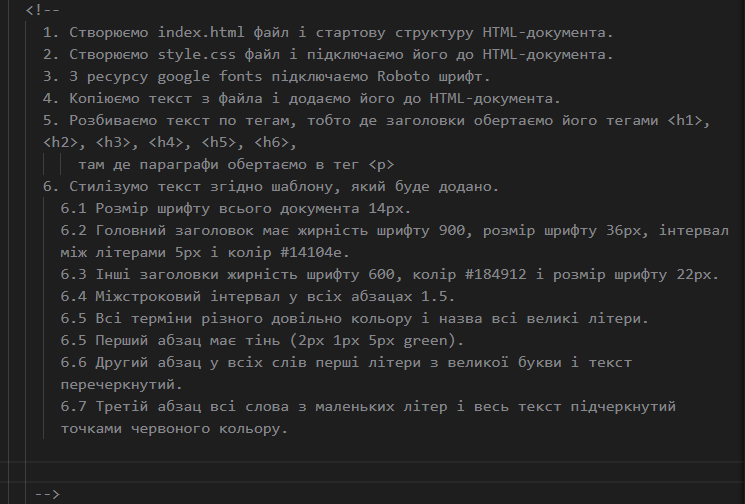 <!--
1. Створюємо index.html файл і стартову структуру HTML-документа.
2. Створюємо style.css файл і підключаємо його до HTML-документа.
3. З ресурсу google fonts підключаємо Roboto шрифт.
4. Копіюємо текст з файла і додаємо його до HTML-документа.
5. Розбиваємо текст по тегам, тобто де заголовки обертаємо його тегами <h1>,
<h2>, <h3>, <h4>, <h5>, <h6>,
там де параграфи обертаємо в тег <p>
6. Стилізумо текст згідно шаблону, який буде додано.
6.1 Розмір шрифту всього документа 14px.
6.2 Головний заголовок має жирність шрифту 900, розмір шрифту 36px, інтервал
між літерами 5px і колір #14104e.
6.3 Інші заголовки жирність шрифту 600, колір #184912 і розмір шрифту 22px.
6.4 Міжстроковий інтервал у всіх абзацах 1.5.
6.5 Всі терміни різного довільно кольору і назва всі великі літери.
6.5 Перший абзац має тінь (2px 1px 5px green).
6.6 Другий абзац у всіх слів перші літери з великої букви і текст
перечеркнутий.
6.7 Третій абзац всі слова з маленьких літер і весь текст підчеркнутий
точками червоного кольору.
-->